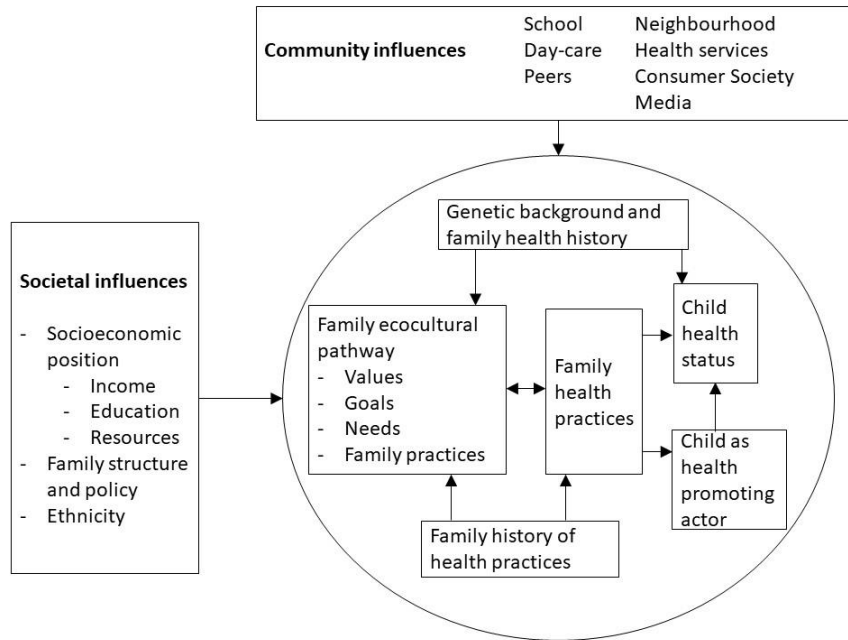 Community influences
School
Day-care
Peers
Neighbourhood
Health services
Consumer Society
Media
Societal influences
- Socioeconomic
position
- Income
- Education
- Resources
- Family structure
and policy
- Ethnicity
Genetic background and
family health history
Family ecocultural
pathway
- Values
- Goals
- Needs
- Family practices
Family
health
practices
Child
health
status
Child as
health
promoting
actor
Family history of
health practices